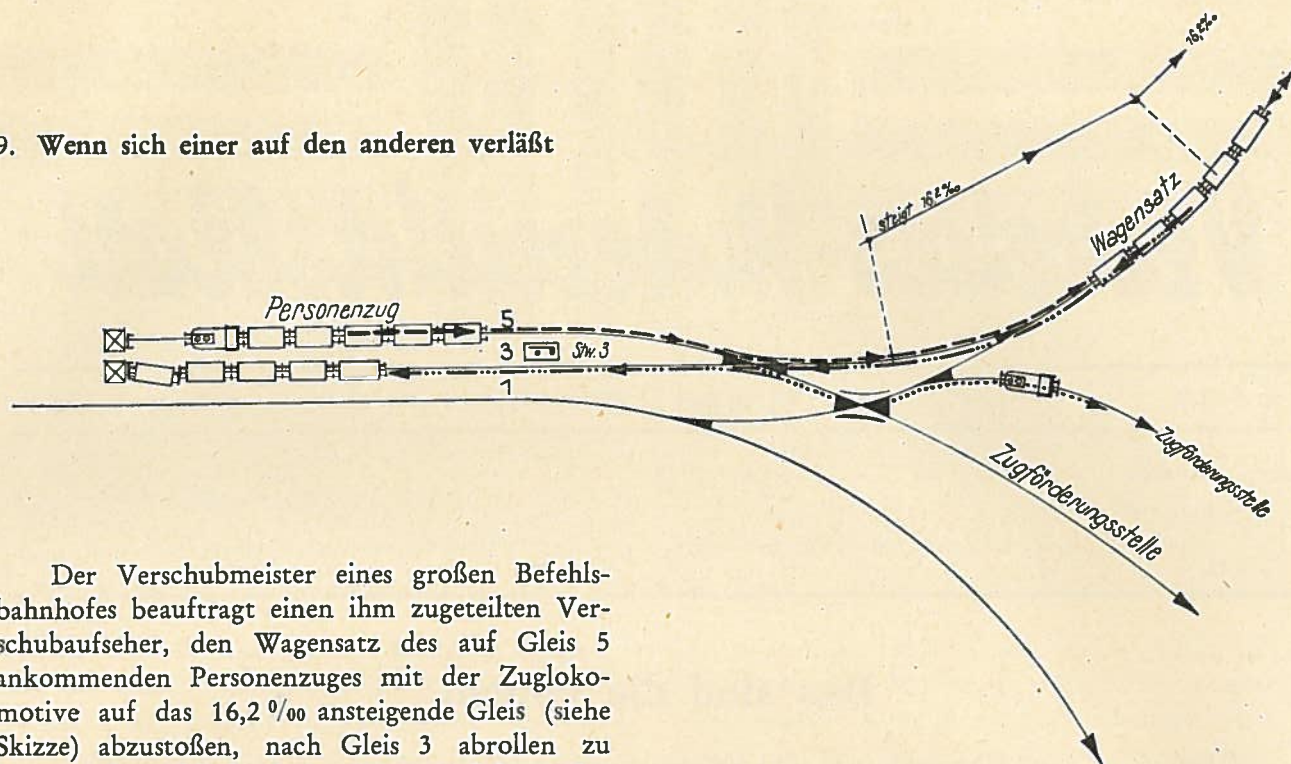 9. Wenn sich einer auf den anderen verläßt
16,2‰
steigt 16,2‰
Wagensatz
Personenzug
5
3 Stw. 3
1
Zugförderungsstelle
Zugförderungsstelle
Der Verschubmeister eines großen Befehls-
bahnhofes beauftragt einen ihm zugeteilten Ver-
schubaufseher, den Wagensatz des auf Gleis 5
ankommenden Personenzuges mit der Zugloko-
motive auf das 16,2 ‰ ansteigende Gleis (siehe
Skizze) abzustoßen, nach Gleis 3 abrollen zu